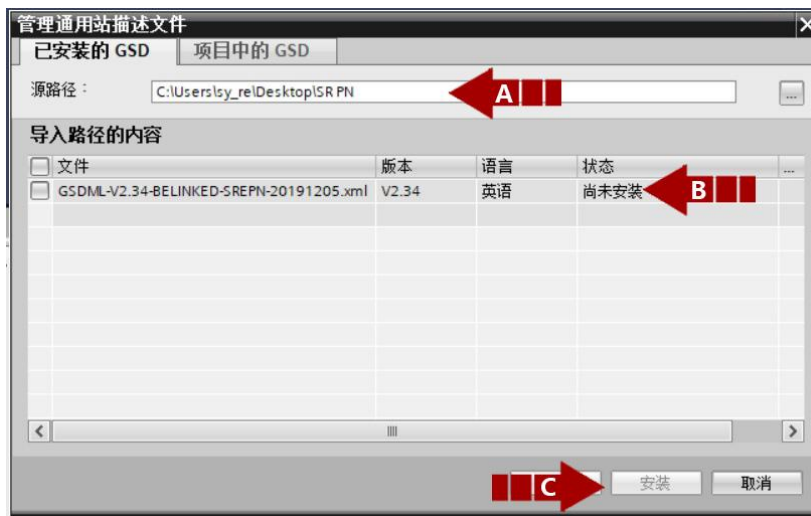 管理通用站描述文件
已安装的 GSD 项目中的 GSD
源路径： C:\Users\sy_re\Desktop\SR PN A ...
导入路径的内容
文件 版本 语言 状态 ...
GSDML-V2.34-BELINKED-SREPN-20191205.xml V2.34 英语 尚未安装 B
C 安装 取消